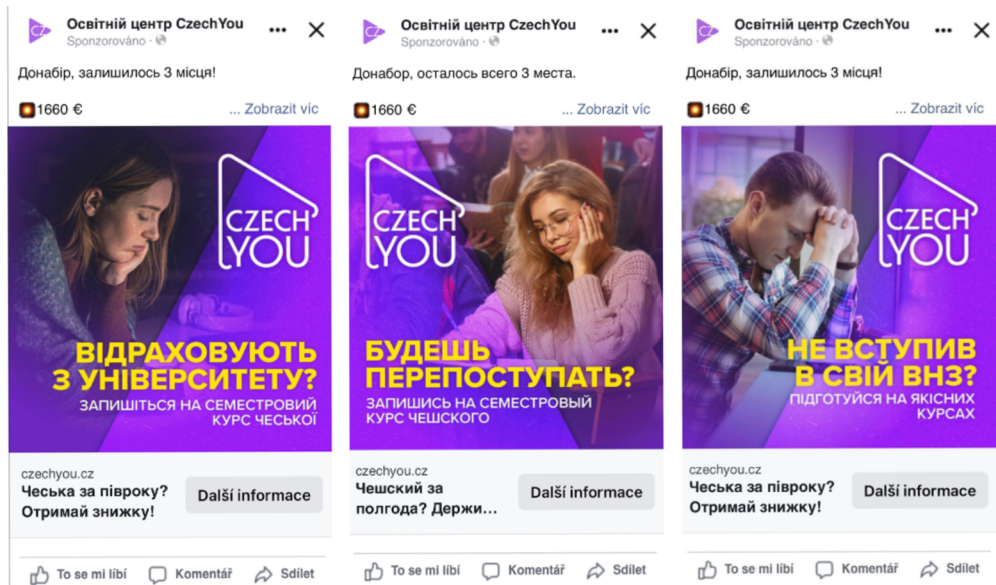 Освітній центр CzechYou
Sponzorováno ·
Донабір, залишилось 3 місця!
1660 €
... Zobrazit víc
CZECH
YOU
ВІДРАХОВУЮТЬ
З УНІВЕРСИТЕТУ?
ЗАПИШІТЬСЯ НА СЕМЕСТРОВИЙ
КУРС ЧЕСЬКОЇ
czechyou.cz
Чеська за півроку?
Отримай знижку!
Další informace
To se mi líbí
Komentář
Sdílet
Освітній центр CzechYou
Sponzorováno ·
Донабор, осталось всего 3 места.
1660 €
... Zobrazit víc
CZECH
YOU
БУДЕШЬ
ПЕРЕПОСТУПАТЬ?
ЗАПИШИСЬ НА СЕМЕСТРОВЫЙ
КУРС ЧЕШСКОГО
czechyou.cz
Чешский за
полгода? Держи...
Další informace
To se mi líbí
Komentář
Sdílet
Освітній центр CzechYou
Sponzorováno ·
Донабір, залишилось 3 місця!
1660 €
... Zobrazit víc
CZECH
YOU
НЕ ВСТУПИВ
В СВІЙ ВНЗ?
ПІДГОТУЙСЯ НА ЯКІСНИХ
КУРСАХ
czechyou.cz
Чеська за півроку?
Отримай знижку!
Další informace
To se mi líbí
Komentář
Sdílet